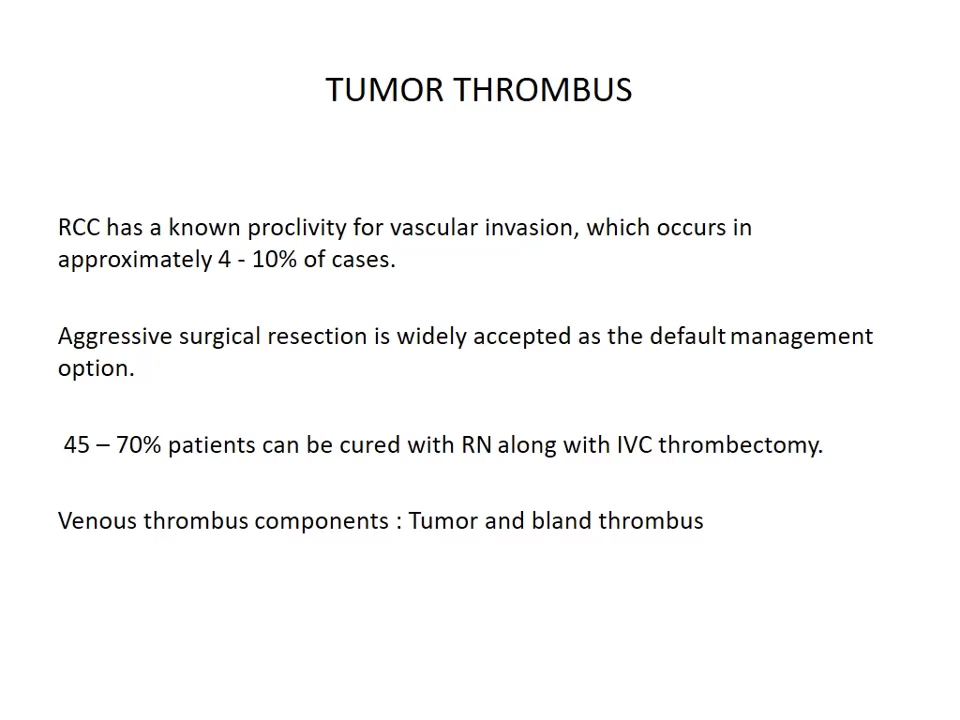 TUMOR THROMBUS
RCC has a known proclivity for vascular invasion, which occurs in
approximately 4 - 10% of cases.
Aggressive surgical resection is widely accepted as the default management
option.
45 – 70% patients can be cured with RN along with IVC thrombectomy.
Venous thrombus components : Tumor and bland thrombus